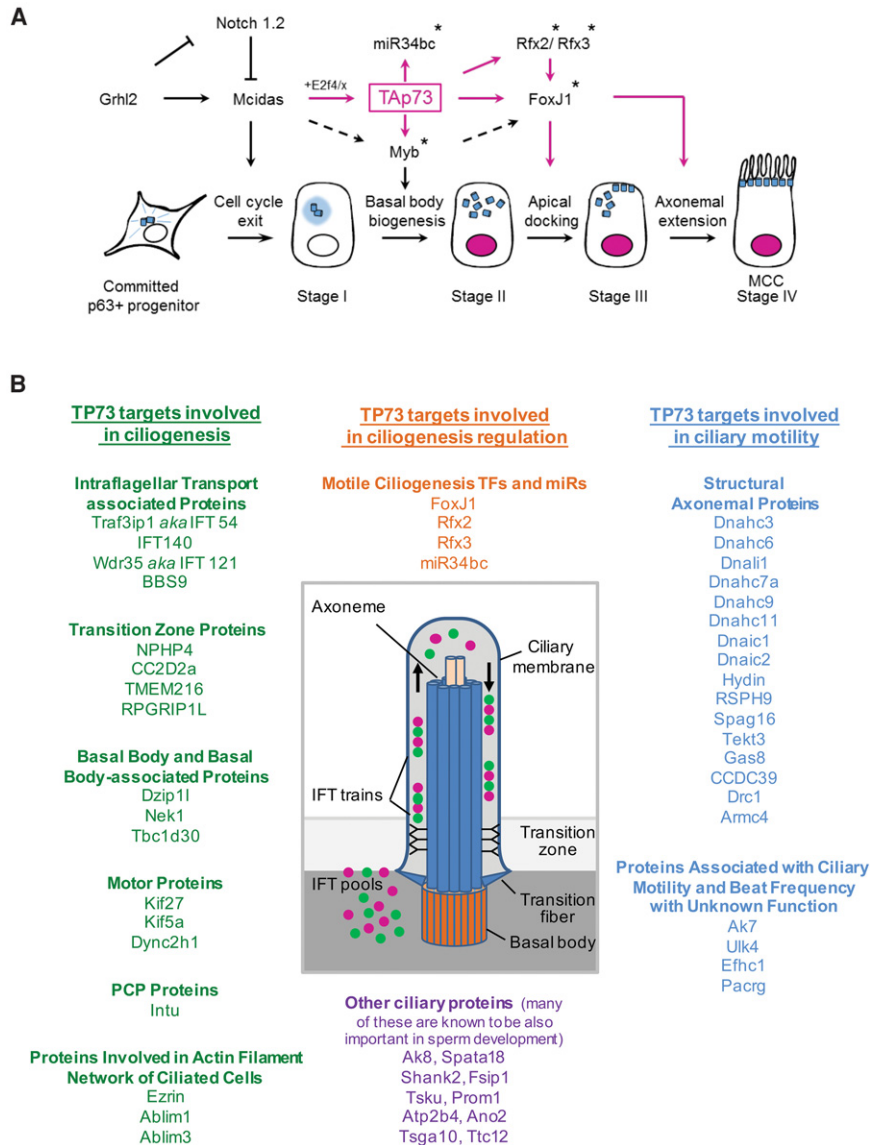 A
Notch 1.2
miR34bc*
Rfx2*/ Rfx3*
Grhl2
Mcidas
+E2f4/x
TAp73
FoxJ1*
Myb*
Cell cycle
exit
Basal body
biogenesis
Apical
docking
Axonemal
extension
Committed
p63+ progenitor
Stage I
Stage II
Stage III
MCC
Stage IV
B
TP73 targets involved
in ciliogenesis
Intraflagellar Transport
associated Proteins
Traf3ip1 aka IFT 54
IFT140
Wdr35 aka IFT 121
BBS9
Transition Zone Proteins
NPHP4
CC2D2a
TMEM216
RPGRIP1L
Basal Body and Basal
Body-associated Proteins
Dzip1l
Nek1
Tbc1d30
Motor Proteins
Kif27
Kif5a
Dync2h1
PCP Proteins
Intu
Proteins Involved in Actin Filament
Network of Ciliated Cells
Ezrin
Ablim1
Ablim3
TP73 targets involved
in ciliogenesis regulation
Motile Ciliogenesis TFs and miRs
FoxJ1
Rfx2
Rfx3
miR34bc
Axoneme
Ciliary
membrane
IFT trains
Transition
zone
IFT pools
Transition
fiber
Basal body
Other ciliary proteins (many
of these are known to be also
important in sperm development)
Ak8, Spata18
Shank2, Fsip1
Tsku, Prom1
Atp2b4, Ano2
Tsga10, Ttc12
TP73 targets involved
in ciliary motility
Structural
Axonemal Proteins
Dnahc3
Dnahc6
Dnali1
Dnahc7a
Dnahc9
Dnahc11
Dnaic1
Dnaic2
Hydin
RSPH9
Spag16
Tekt3
Gas8
CCDC39
Drc1
Armc4
Proteins Associated with Ciliary
Motility and Beat Frequency
with Unknown Function
Ak7
Ulk4
Efhc1
Pacrg